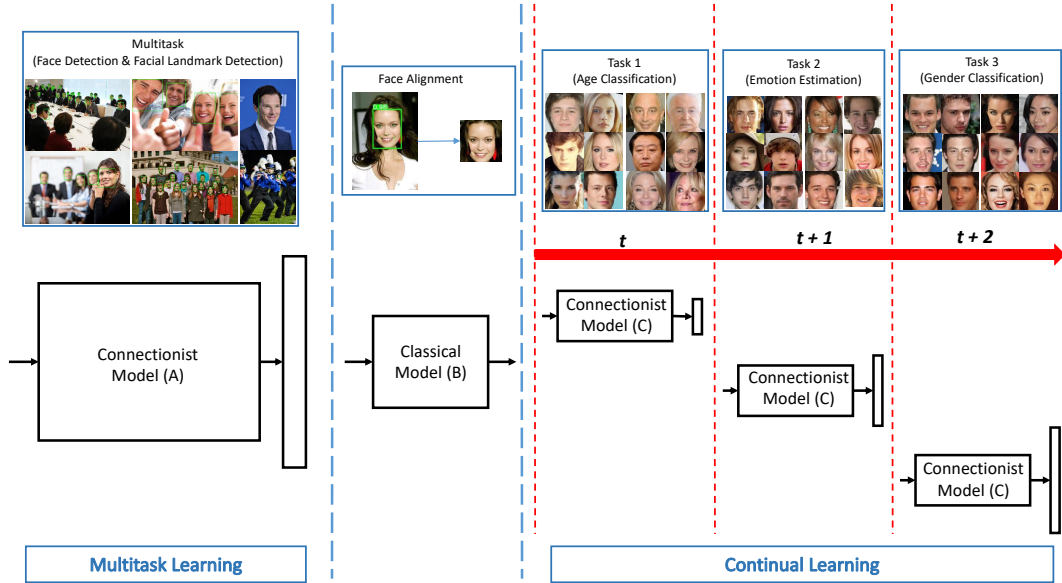 Multitask
(Face Detection & Facial Landmark Detection)
Face Alignment
Task 1
(Age Classification)
Task 2
(Emotion Estimation)
Task 3
(Gender Classification)
t
t + 1
t + 2
Connectionist
Model (A)
Classical
Model (B)
Connectionist
Model (C)
Connectionist
Model (C)
Connectionist
Model (C)
Multitask Learning
Continual Learning